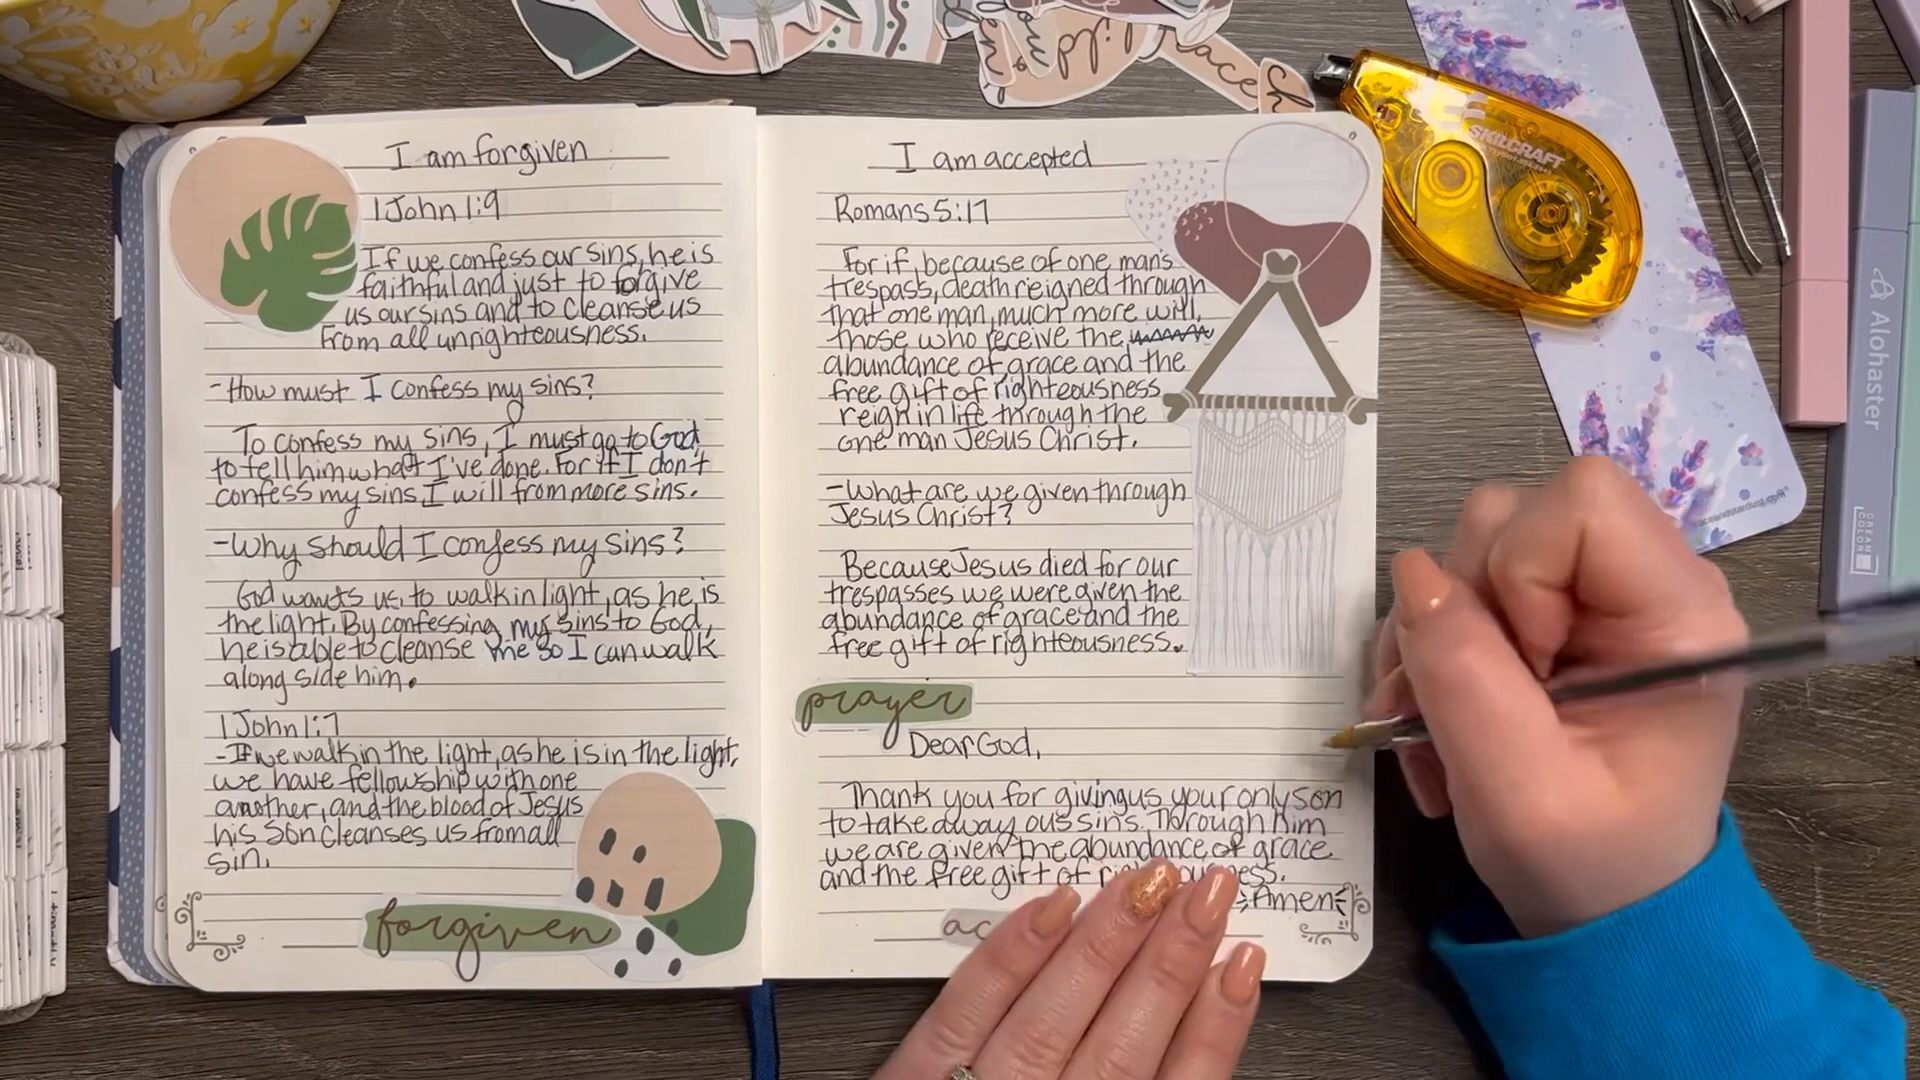 I am forgiven
1 John 1:9
If we confess our sins, he is
faithful and just to forgive
us our sins and to cleanse us
from all unrighteousness.
- How must I confess my sins?
To confess my sins, I must go to God,
to tell him what I've done. For if I don't
confess my sins I will from more sins.
- Why should I confess my sins?
God wants us, to walk in light, as he is
the light. By confessing my sins to God,
he is able to cleanse me so I can walk
along side him.
1 John 1:7
- If we walk in the light, as he is in the light,
we have fellowship with one
another, and the blood of Jesus
his son cleanses us from all
sin.
forgiven
I am accepted
Romans 5:17
For if, because of one man's
trespass, death reigned through
that one man, much more will,
those who receive the
abundance of grace and the
free gift of righteousness
reign in life through the
one man Jesus Christ.
- What are we given through
Jesus Christ?
Because Jesus died for our
trespasses we were given the
abundance of grace and the
free gift of righteousness.
prayer
Dear God,
Thank you for giving us your only son
to take away our sins. Through him
we are given the abundance of grace
and the free gift of
Amen
ac
SKILCRAFT
Alohaster